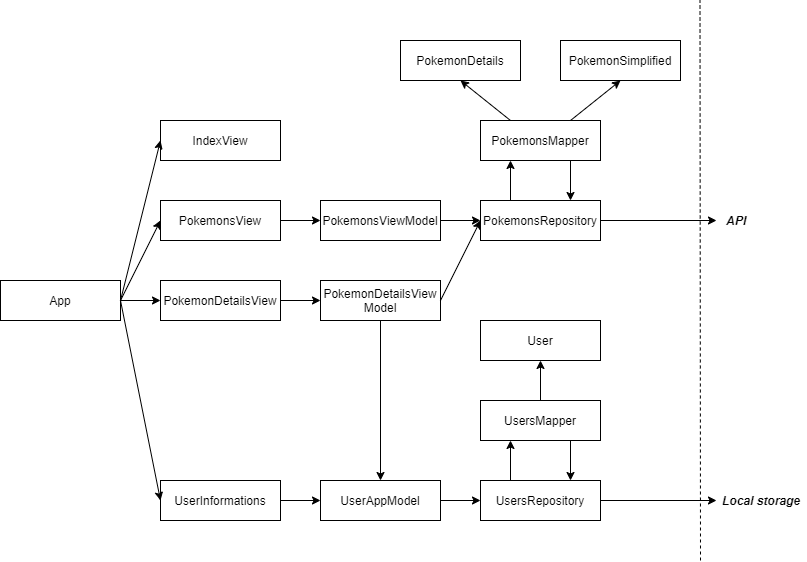 PokemonDetails
PokemonSimplified
IndexView
PokemonsMapper
PokemonsView
PokemonsViewModel
PokemonsRepository
API
App
PokemonDetailsView
PokemonDetailsView
Model
User
UsersMapper
UserInformations
UserAppModel
UsersRepository
Local storage